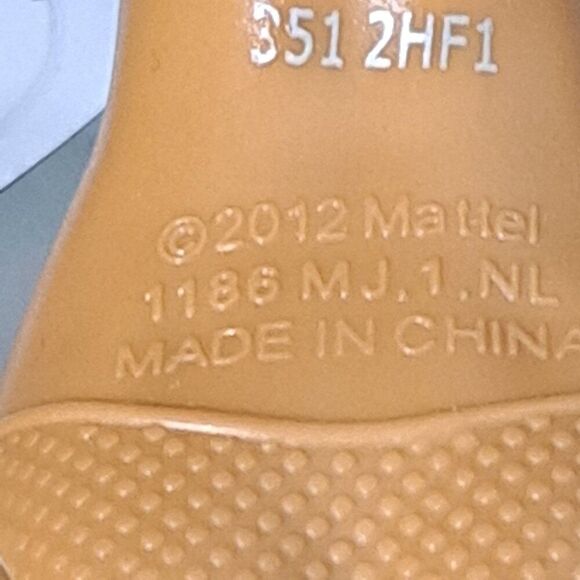 351 2HF1
©2012 Mattel
1186 MJ.1.NL
MADE IN CHINA